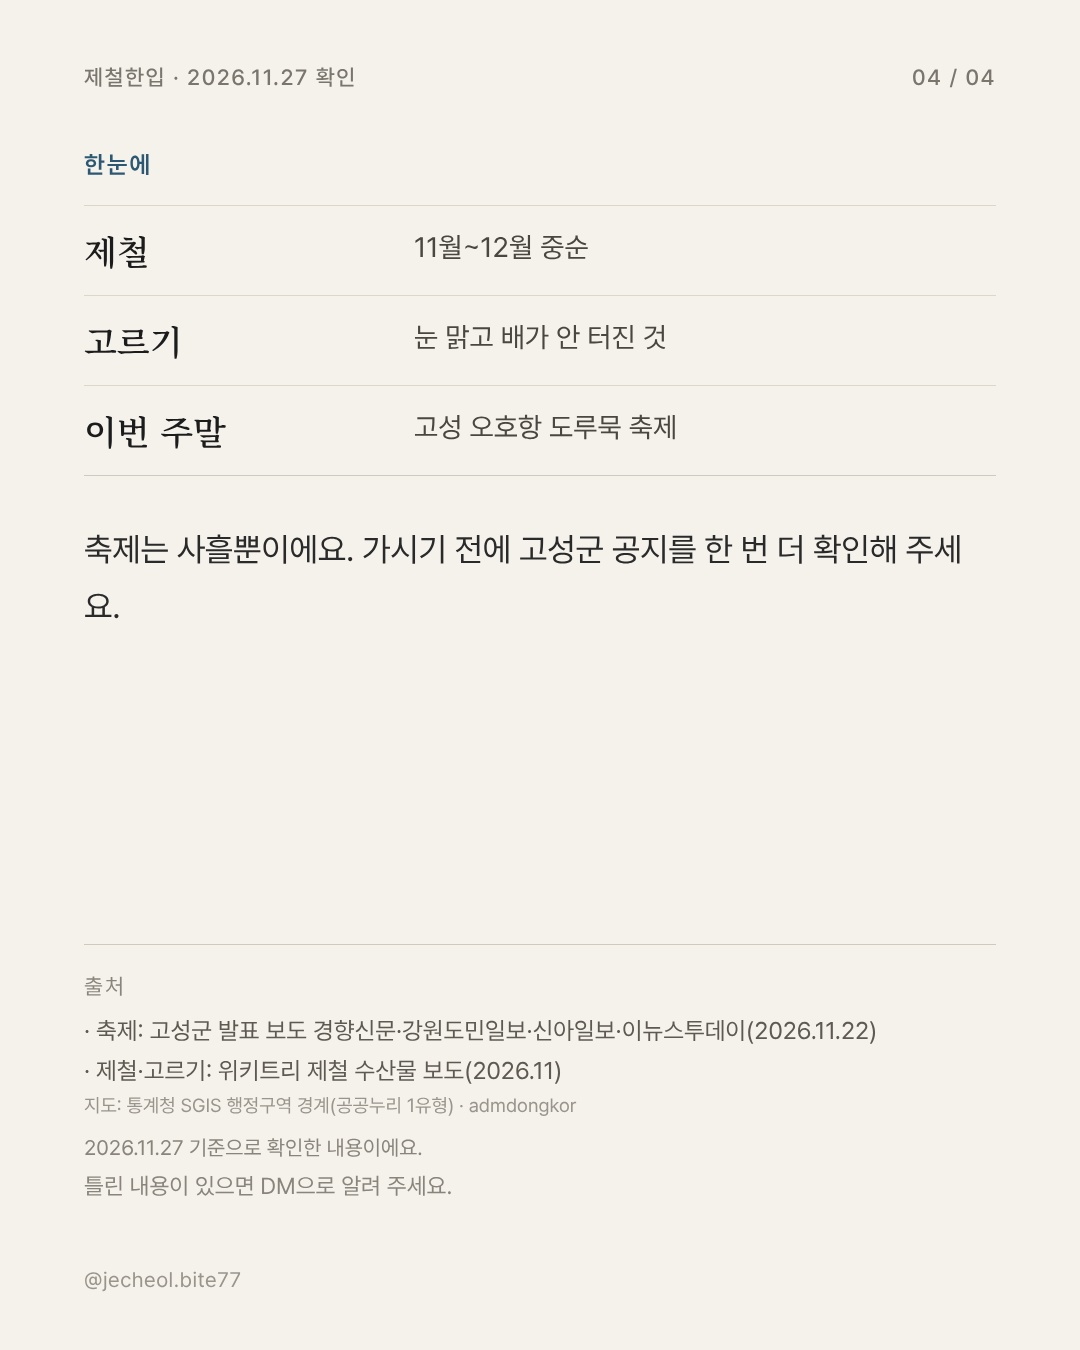 제철한입 · 2026.11.27 확인
04 / 04
한눈에
제철
11월~12월 중순
고르기
눈 맑고 배가 안 터진 것
이번 주말
고성 오호항 도루묵 축제
축제는 사흘뿐이에요. 가시기 전에 고성군 공지를 한 번 더 확인해 주세
요.
출처
· 축제: 고성군 발표 보도 경향신문·강원도민일보·신아일보·이뉴스투데이(2026.11.22)
· 제철·고르기: 위키트리 제철 수산물 보도(2026.11)
지도: 통계청 SGIS 행정구역 경계(공공누리 1유형) · admdongkor
2026.11.27 기준으로 확인한 내용이에요.
틀린 내용이 있으면 DM으로 알려 주세요.
@jecheol.bite77